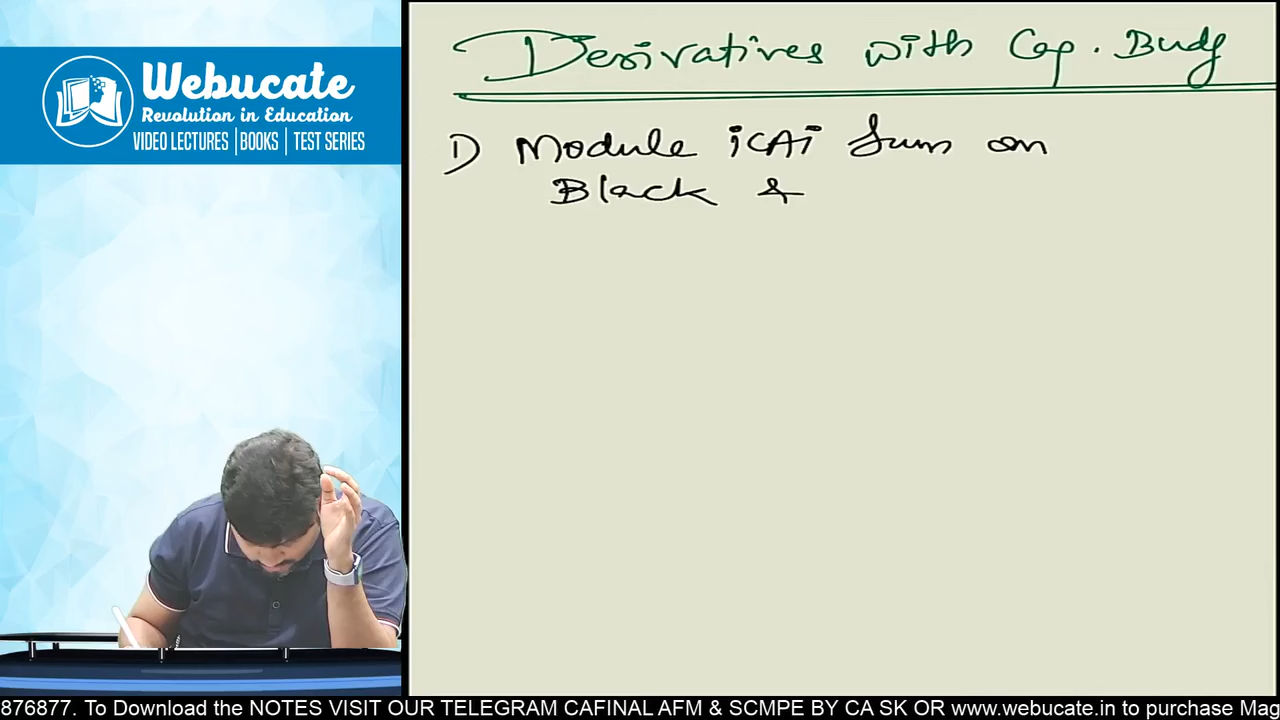 Webucate
Revolution in Education
VIDEO LECTURES | BOOKS | TEST SERIES
Derivatives with Cap. Budg
1) Module iCAi Sum on
Black &
876877. To Download the NOTES VISIT OUR TELEGRAM CAFINAL AFM & SCMPE BY CA SK OR www.webucate.in to purchase Mag